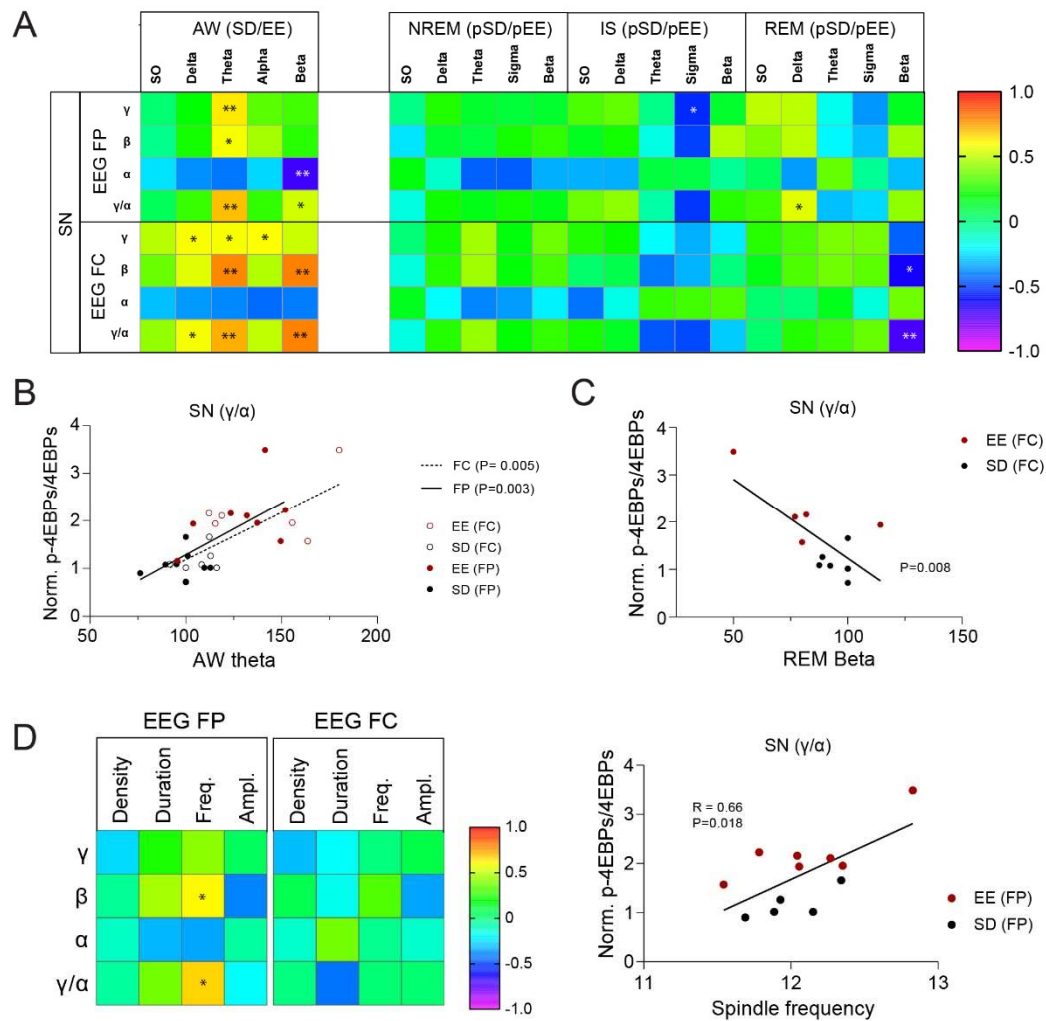 A
AW (SD/EE)
NREM (pSD/pEE)
IS (pSD/pEE)
REM (pSD/pEE)
SO Delta Theta Alpha Beta
SO Delta Theta Sigma Beta
SO Delta Theta Sigma Beta
SO Delta Theta Sigma Beta
SN
EEG FP
γ ** *
β *
α **
γ/α ** * *
EEG FC
γ * * *
β ** ** *
α
γ/α * ** ** **
1.0
0.5
0
-0.5
-1.0
B
SN (γ/α)
Norm. p-4EBPs/4EBPs
4
3
2
1
0
50 100 150 200
AW theta
FC (P= 0.005)
FP (P=0.003)
EE (FC)
SD (FC)
EE (FP)
SD (FP)
C
SN (γ/α)
Norm. p-4EBPs/4EBPs
4
3
2
1
0
50 100 150
REM Beta
P=0.008
EE (FC)
SD (FC)
D
EEG FP
EEG FC
Density Duration Freq. Ampl.
Density Duration Freq. Ampl.
γ
β *
α
γ/α *
1.0
0.5
0
-0.5
-1.0
SN (γ/α)
Norm. p-4EBPs/4EBPs
4
3
2
1
0
11 12 13
Spindle frequency
R = 0.66
P=0.018
EE (FP)
SD (FP)